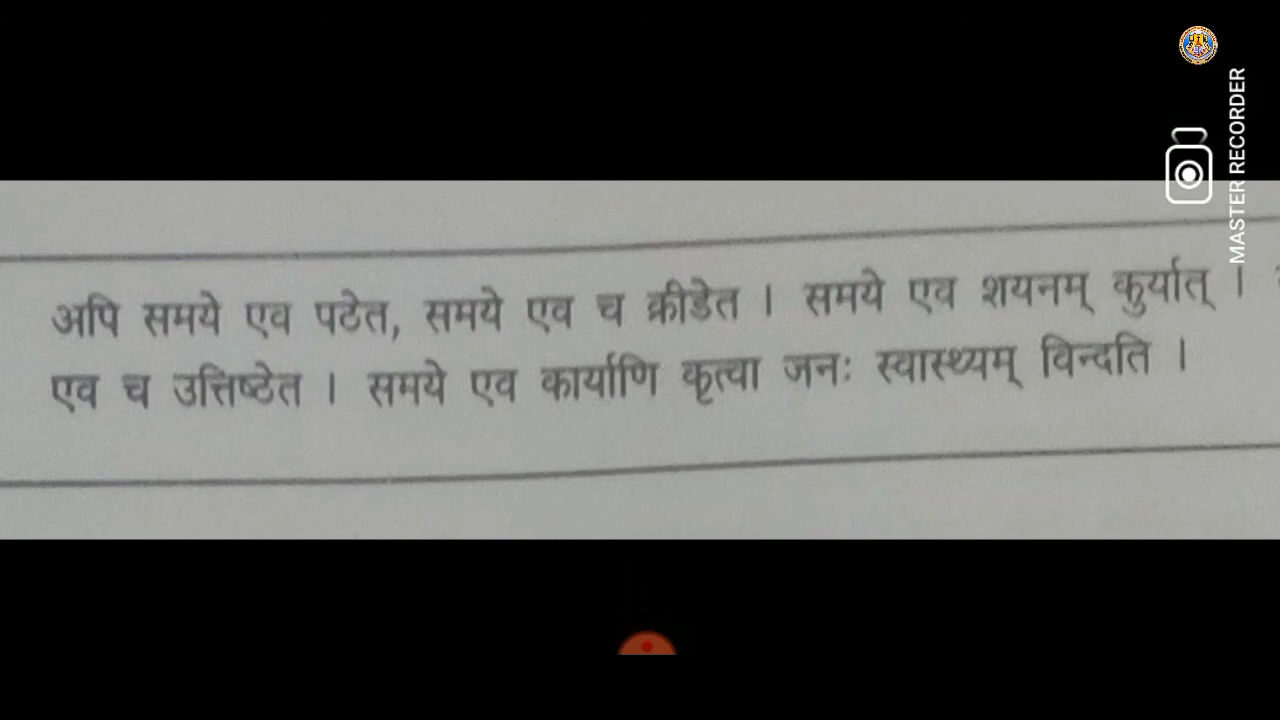 अपि समये एव पठेत, समये एव च क्रीडेत । समये एव शयनम् कुर्यात् ।
एव च उत्तिष्ठेत । समये एव कार्याणि कृत्वा जनः स्वास्थ्यम् विन्दति ।
MASTER RECORDER